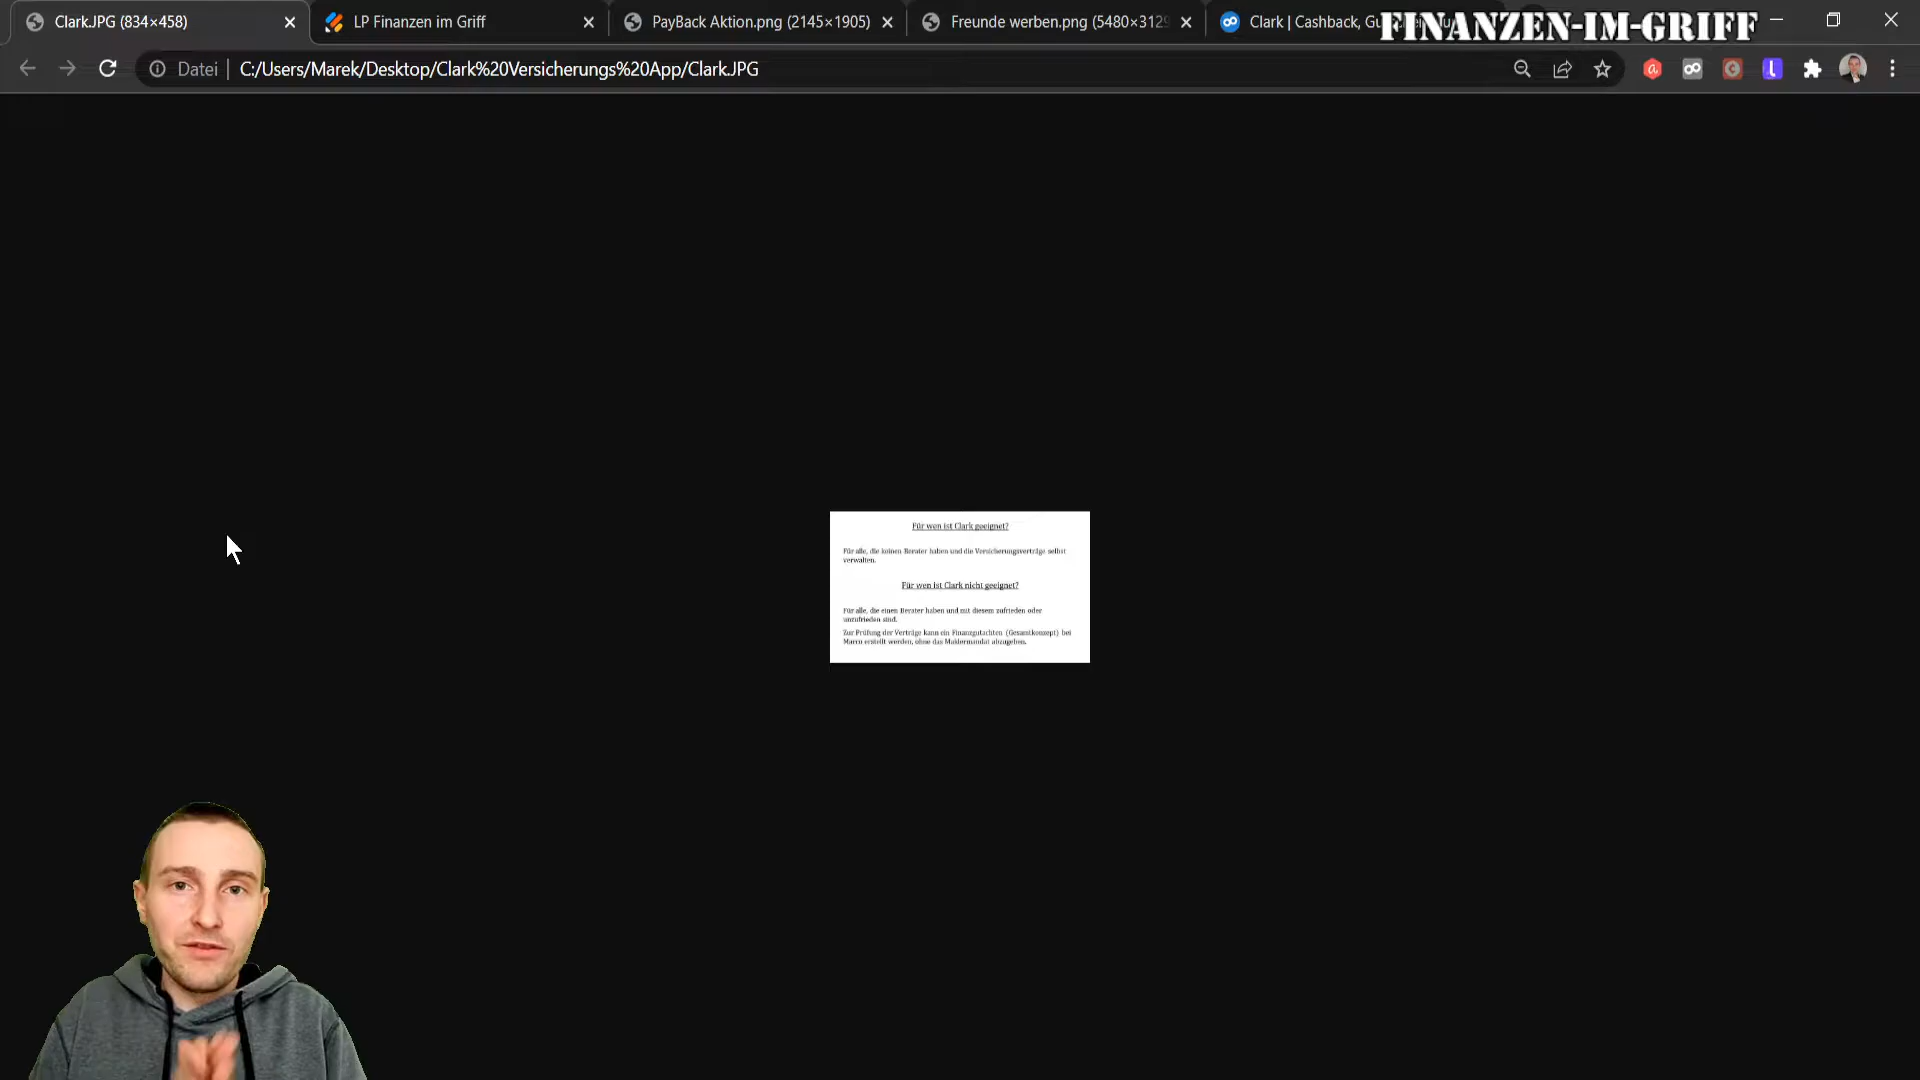 Clark.JPG (834×458)
LP Finanzen im Griff
PayBack Aktion.png (2145×1905)
Freunde werben.png (5480×3129
Clark | Cashback, Gu
FINANZEN-IM-GRIFF
Datei
C:/Users/Marek/Desktop/Clark%20Versicherungs%20App/Clark.JPG
Für wen ist Clark geeignet?
Für alle, die keinen Berater haben und die Versicherungsverträge selbst
verwalten.
Für wen ist Clark nicht geeignet?
Für alle, die einen Berater haben und mit diesem zufrieden oder
unzufrieden sind.
Zur Prüfung der Verträge kann ein Finanzgutachten (Gesamtkonzept) bei
erstellt werden, ohne das Maklermandat abzugeben.